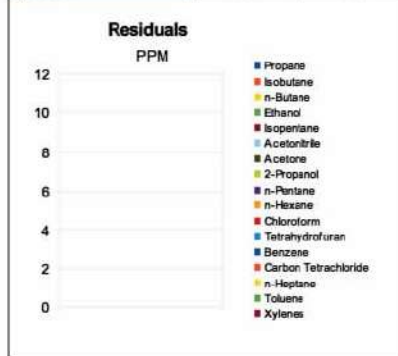 Residuals
PPM
12
10
8
6
4
2
0
Propane
Isobutane
n-Butane
Ethanol
Isopentane
Acetonitrile
Acetone
2-Propanol
n-Pentane
n-Hexane
Chloroform
Tetrahydrofuran
Benzene
Carbon Tetrachloride
n-Heptane
Toluene
Xylenes